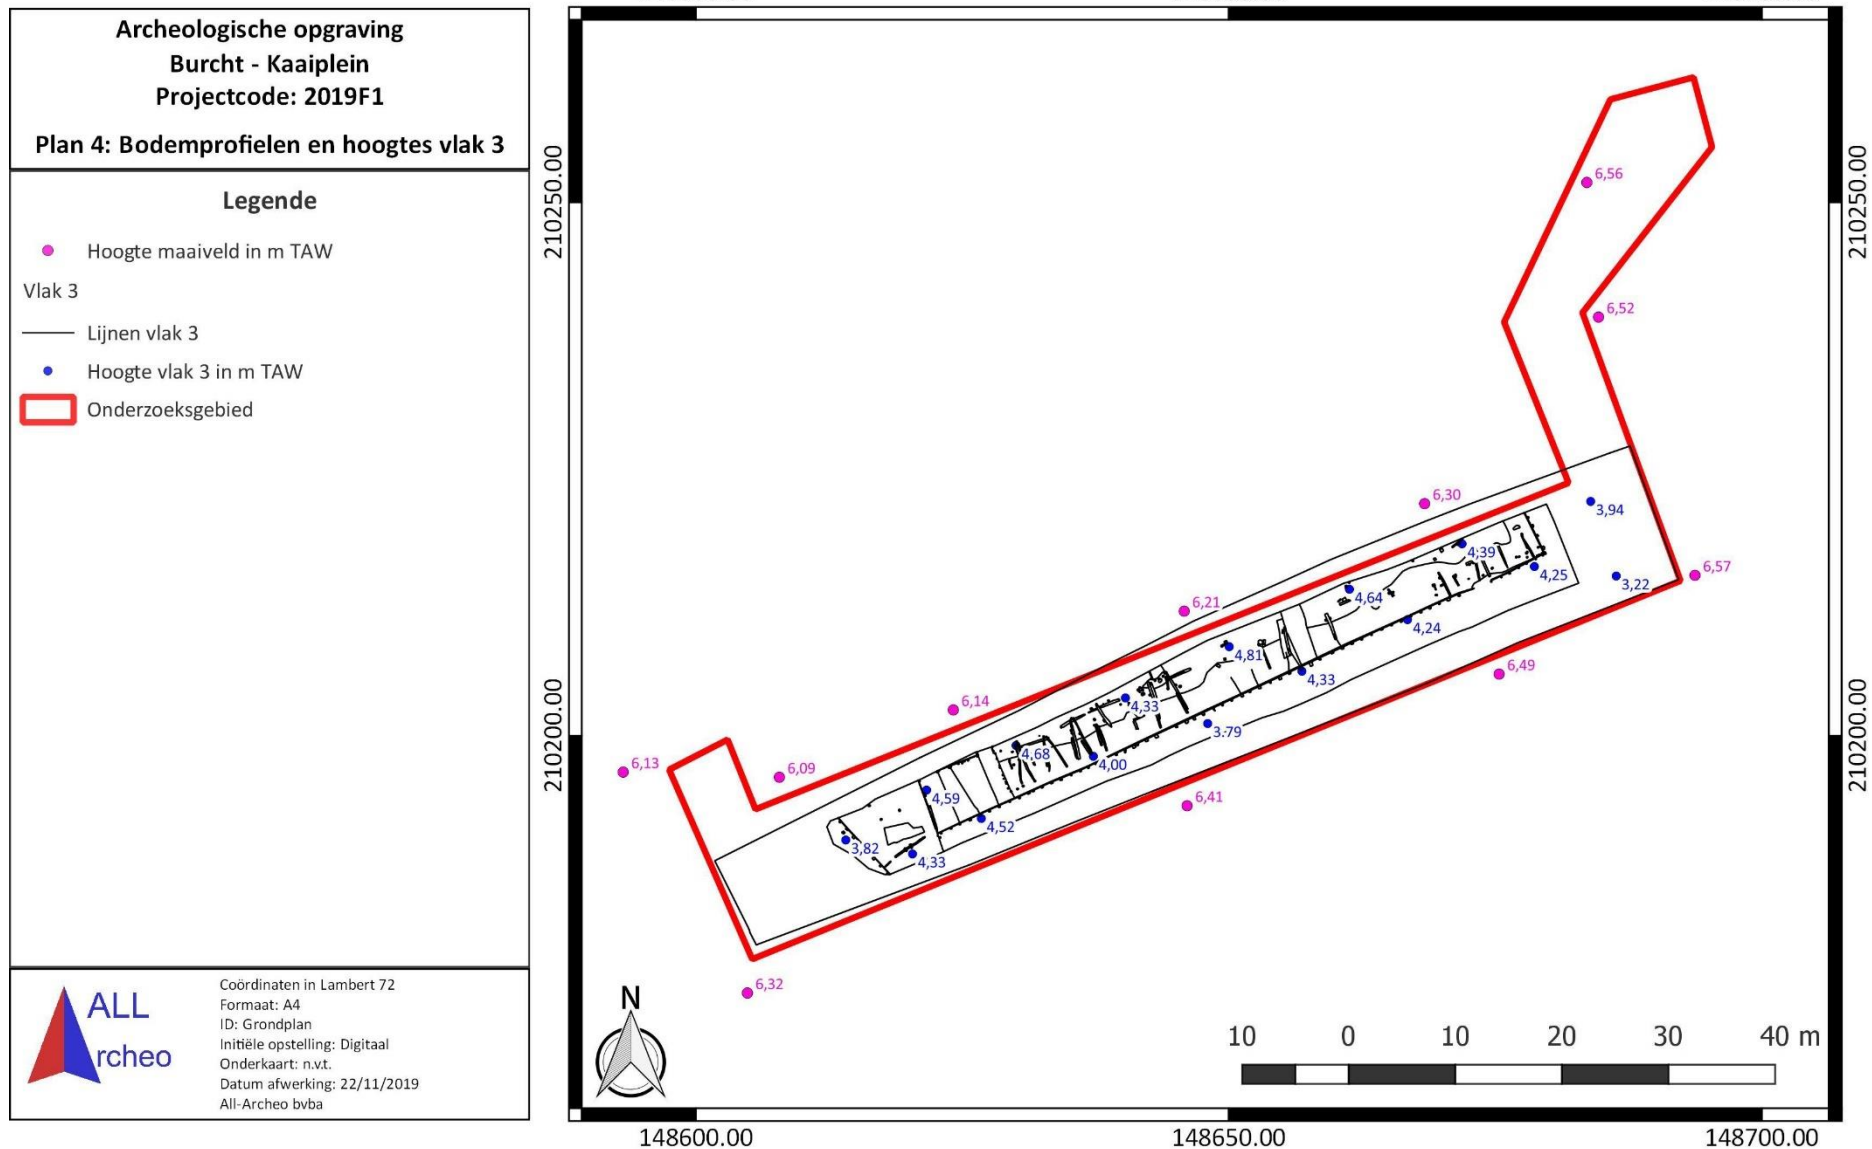 Archeologische opgraving
Burcht - Kaaiplein
Projectcode: 2019F1
Plan 4: Bodemprofielen en hoogtes vlak 3
Legende
Hoogte maaiveld in m TAW
Vlak 3
Lijnen vlak 3
Hoogte vlak 3 in m TAW
Onderzoeksgebied
ALL
rcheo
Coördinaten in Lambert 72
Formaat: A4
ID: Grondplan
Initiële opstelling: Digitaal
Onderkaart: n.v.t.
Datum afwerking: 22/11/2019
All-Archeo bvba
210250.00
210250.00
6,56
6,52
6,30
3,94
4,39
4,25
3,22
6,57
4,64
6,21
4,24
4,81
4,33
6,49
210200.00
210200.00
6,14
4,33
3.79
4,68
4,00
6,13
6,09
4,59
6,41
4,52
3,82
4,33
6,32
N
10 0 10 20 30 40 m
148600.00 148650.00 148700.00